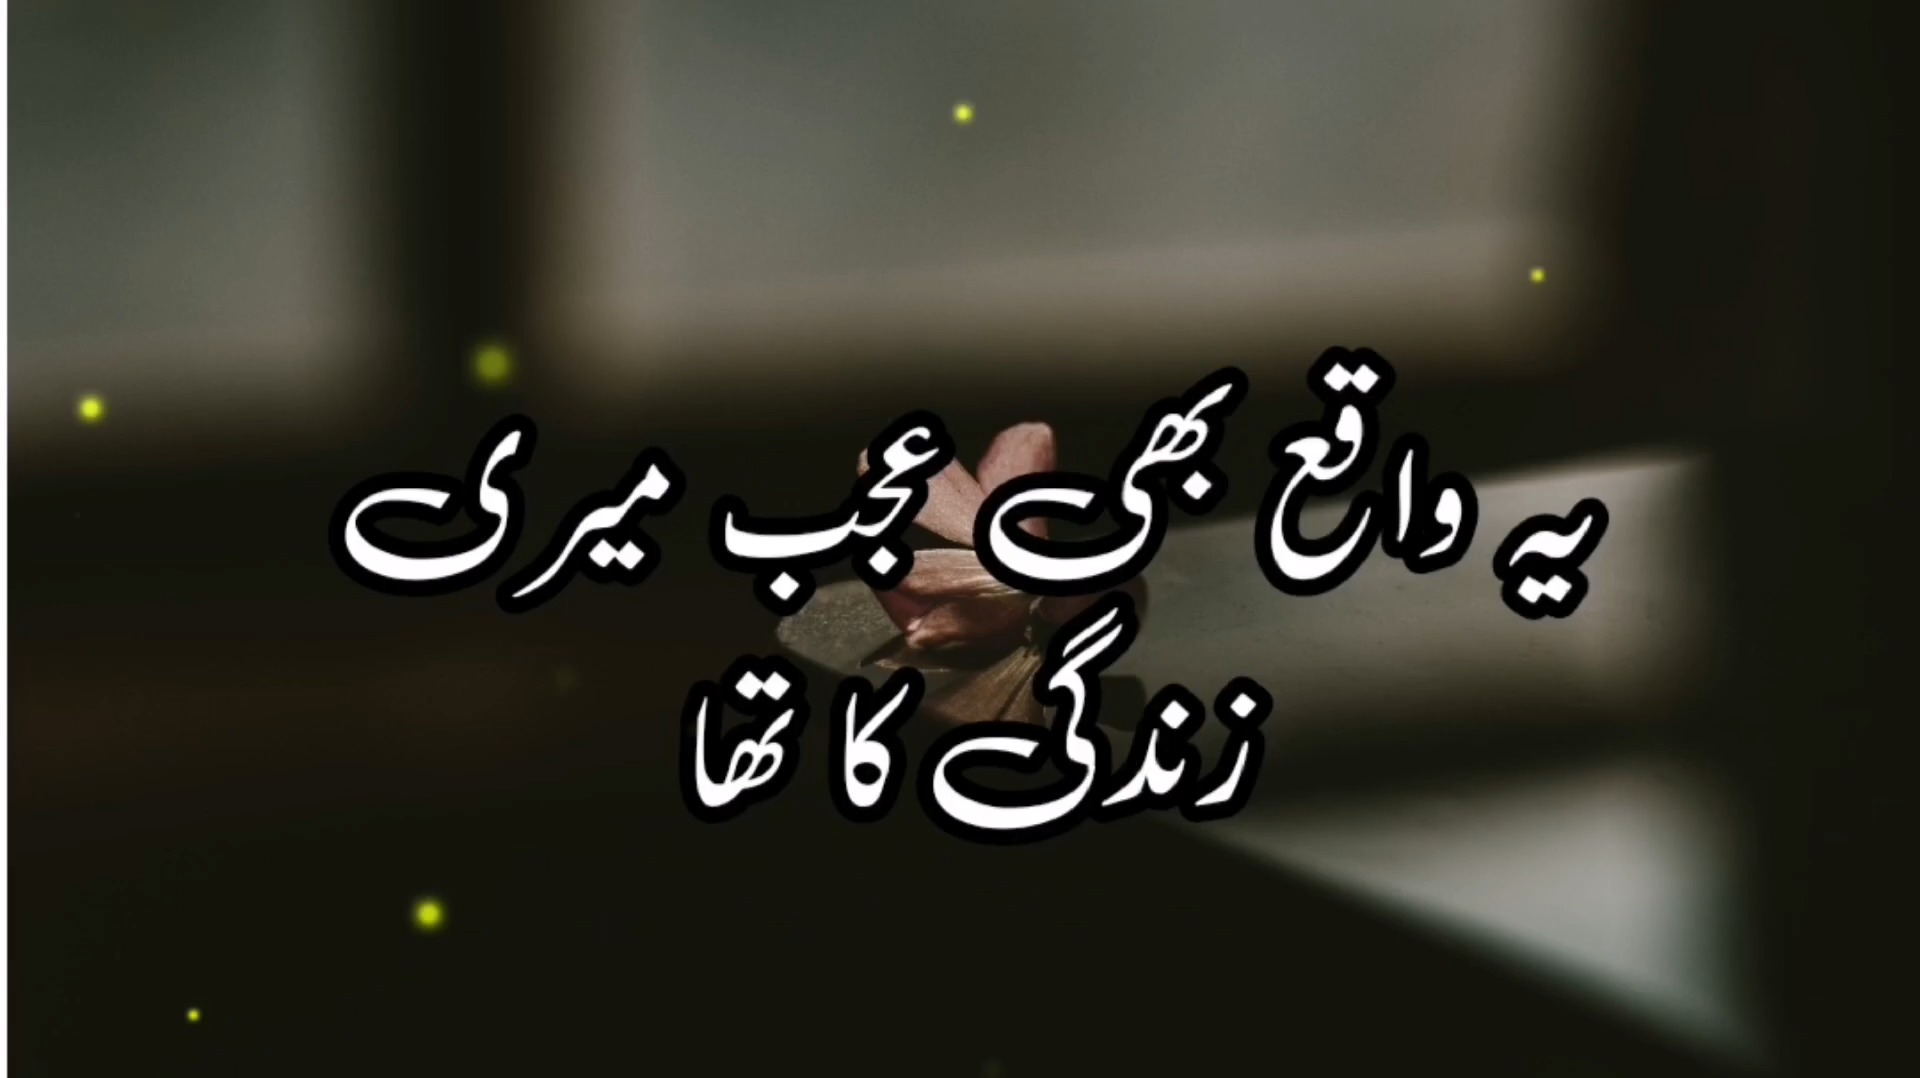 یہ واقع بھی عجب میری
زندگی کا تھا